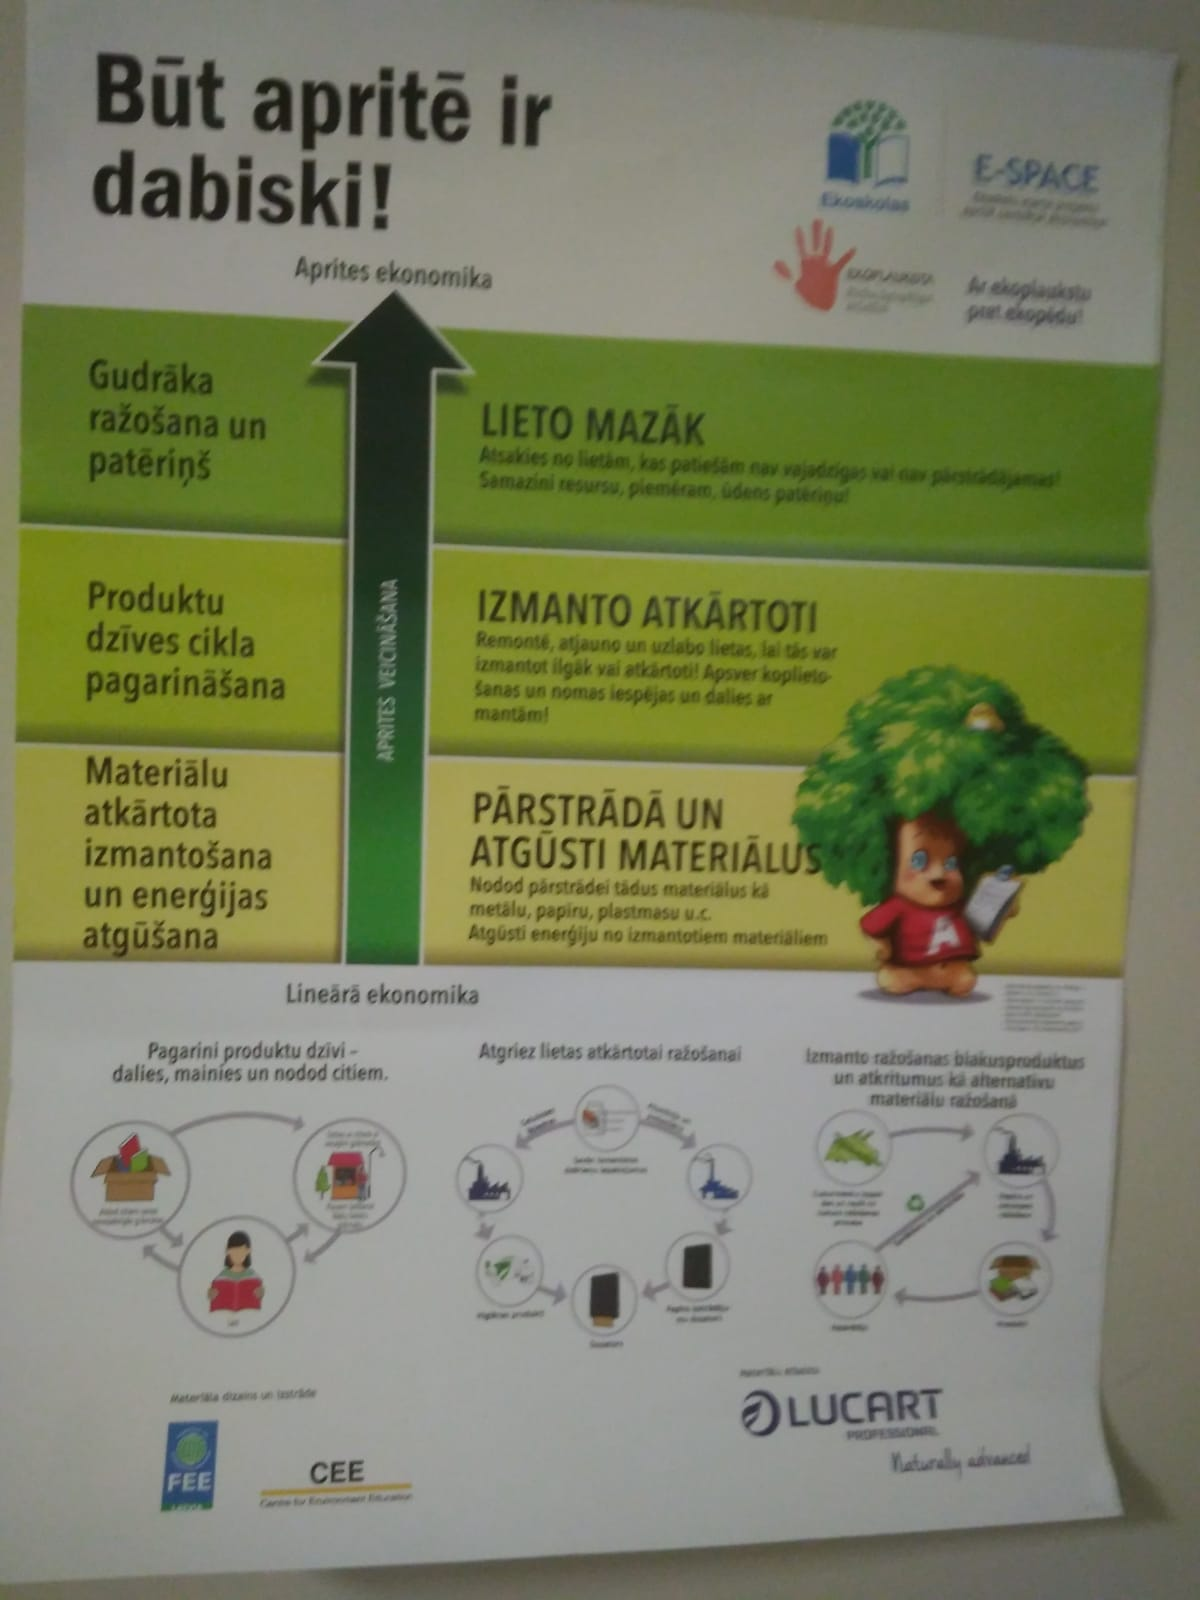 Būt apritē ir
dabiski!
Ekoskolas
E-SPACE
EKOPLAUKSTA
Ar ekoplaukstu
pret ekopēdu!
Aprites ekonomika
Gudrāka
ražošana un
patēriņš
LIETO MAZĀK
Atsakies no lietām, kas patiešām nav vajadzīgas vai nav pārstrādājamas!
Samazini resursu, piemēram, ūdens patēriņu!
APRITES VEICINĀŠANA
Produktu
dzīves cikla
pagarināšana
IZMANTO ATKĀRTOTI
Remontē, atjauno un uzlabo lietas, lai tās var
izmantot ilgāk vai atkārtoti! Apsver koplieto-
šanas un nomas iespējas un dalies ar
mantām!
Materiālu
atkārtota
izmantošana
un enerģijas
atgūšana
PĀRSTRĀDĀ UN
ATGŪSTI MATERIĀLUS
Nodod pārstrādei tādus materiālus kā
metālu, papīru, plastmasu u.c.
Atgūsti enerģiju no izmantotiem materiāliem
A
Lineārā ekonomika
Pagarini produktu dzīvi –
dalies, mainies un nodod citiem.
Atgriez lietas atkārtotai ražošanai
Izmanto ražošanas blakusproduktus
un atkritumus kā alternatīvu
materiālu ražošanā
Materiāla dizains un izstrāde
FEE
LATVIA
CEE
Centre for Environment Education
LUCART
PROFESSIONAL
Naturally advanced